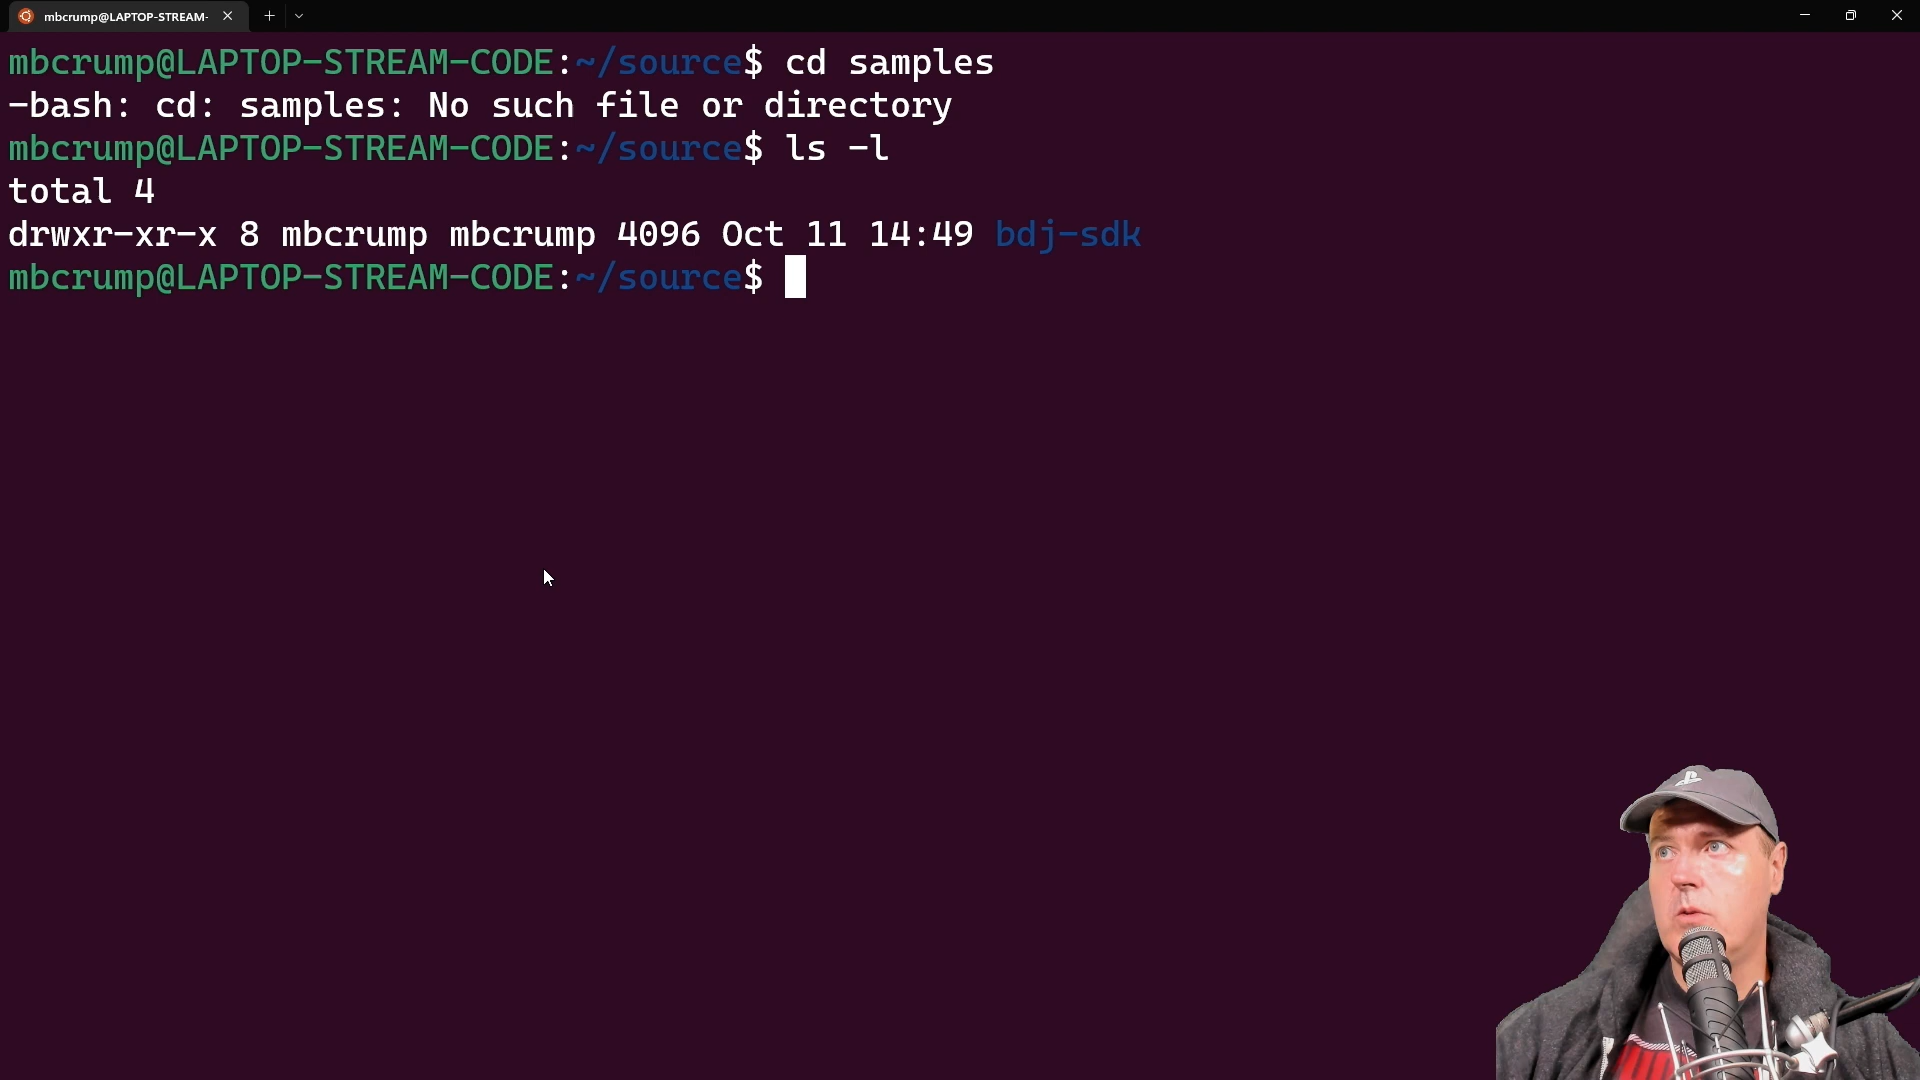 mbcrump@LAPTOP-STREAM-
mbcrump@LAPTOP-STREAM-CODE:~/source$ cd samples
-bash: cd: samples: No such file or directory
mbcrump@LAPTOP-STREAM-CODE:~/source$ ls -l
total 4
drwxr-xr-x 8 mbcrump mbcrump 4096 Oct 11 14:49 bdj-sdk
mbcrump@LAPTOP-STREAM-CODE:~/source$